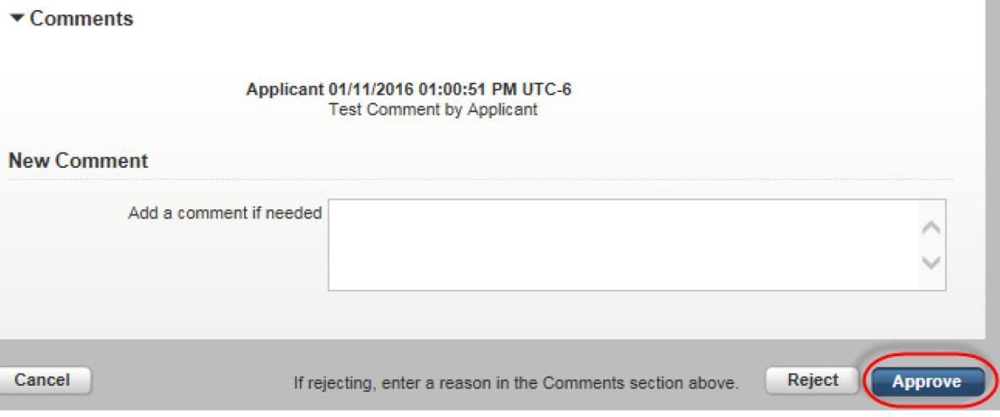 Comments
Applicant 01/11/2016 01:00:51 PM UTC-6
Test Comment by Applicant
New Comment
Add a comment if needed
Cancel If rejecting, enter a reason in the Comments section above. Reject Approve